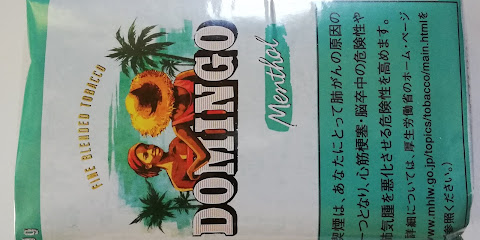 FINE BLENDED TOBACCO
DOMINGO
Menthol
喫煙は、あなたにとって肺がんの原因の
一つとなり、心筋梗塞・脳卒中の危険性や
肺気腫を悪化させる危険性を高めます。
詳細については、厚生労働省のホーム・ページ
www.mhlw.go.jp/topics/tobacco/main.htmlを
参照ください。)